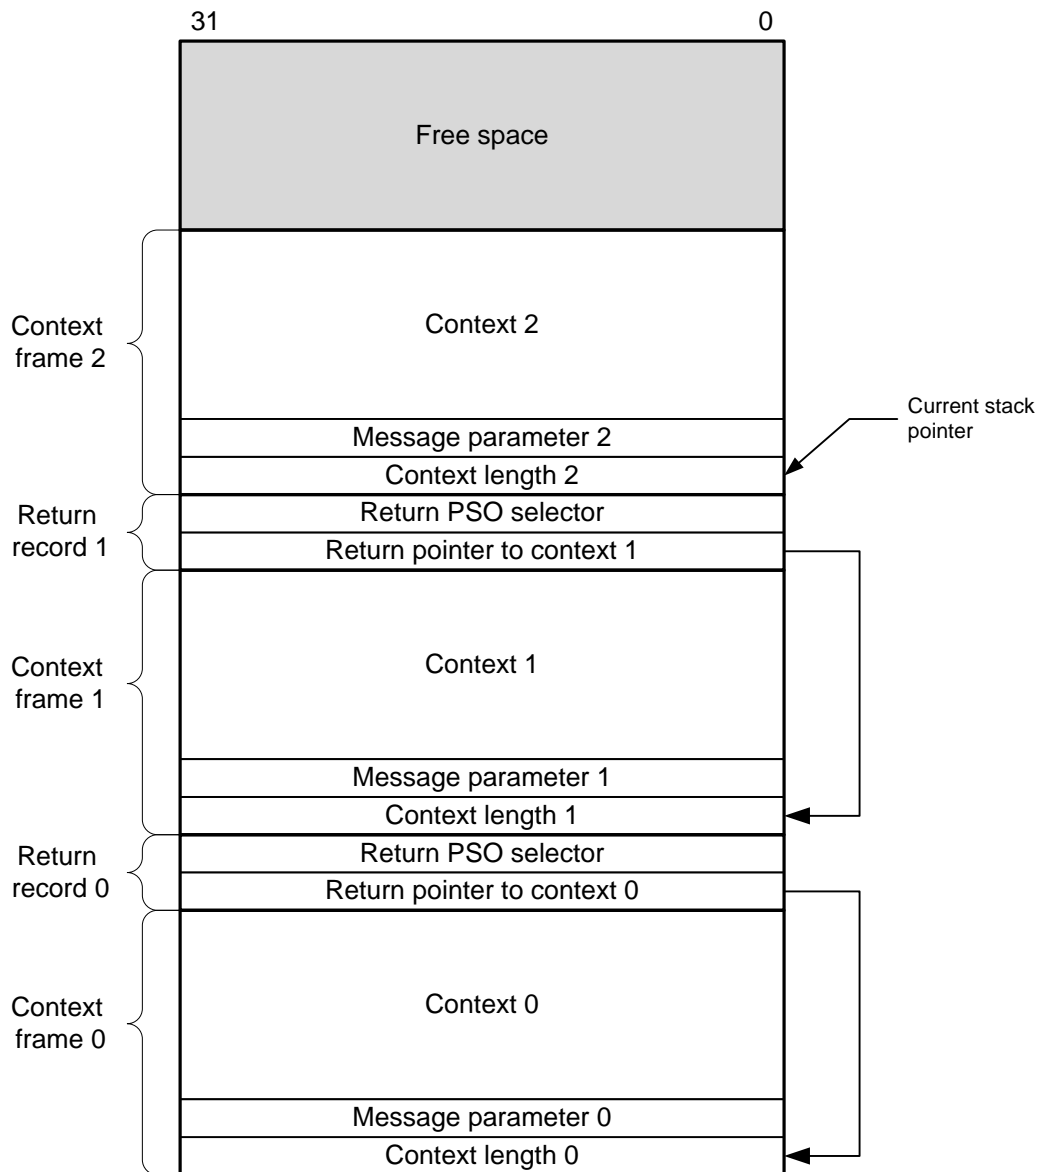 31 0
Free space
Context 2
Context
frame 2
Current stack
pointer
Message parameter 2
Context length 2
Return PSO selector
Return
record 1
Return pointer to context 1
Context 1
Context
frame 1
Message parameter 1
Context length 1
Return PSO selector
Return
record 0
Return pointer to context 0
Context 0
Context
frame 0
Message parameter 0
Context length 0